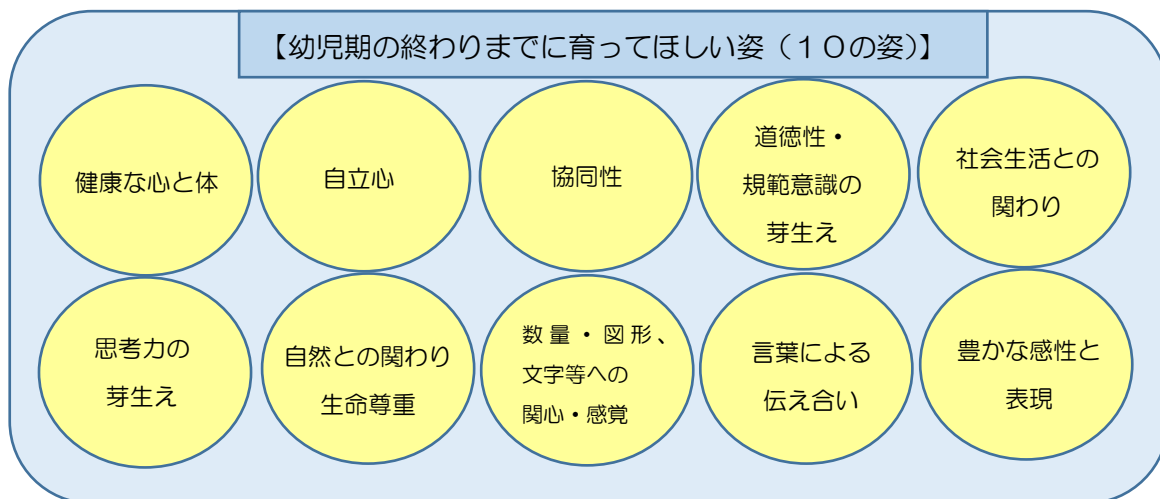 【幼児期の終わりまでに育ってほしい姿（１０の姿）】
健康な心と体
自立心
協同性
道徳性・
規範意識の
芽生え
社会生活との
関わり
思考力の
芽生え
自然との関わり
生命尊重
数量・図形、
文字等への
関心・感覚
言葉による
伝え合い
豊かな感性と
表現